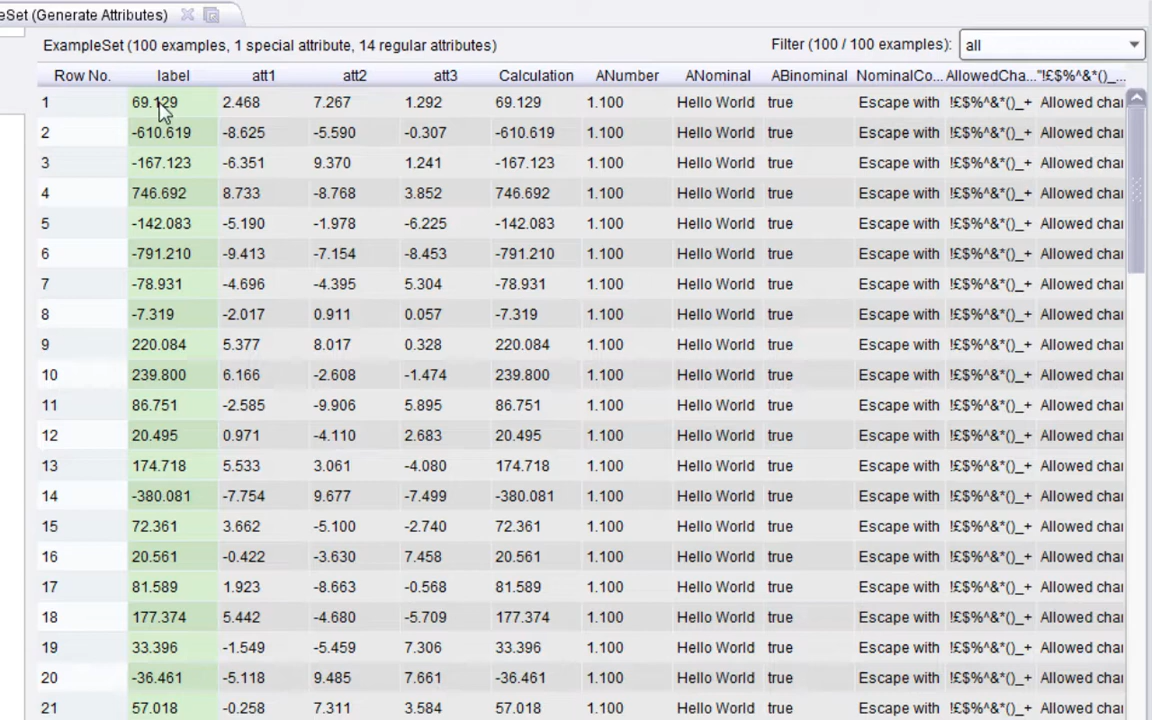 eSet (Generate Attributes)
ExampleSet (100 examples, 1 special attribute, 14 regular attributes) Filter (100 / 100 examples): all
Row No. label att1 att2 att3 Calculation ANumber ANominal ABinominal NominalCo... AllowedCha... "!£$%^&*()_...
1 69.129 2.468 7.267 1.292 69.129 1.100 Hello World true Escape with !£$%^&*()_+ Allowed char
2 -610.619 -8.625 -5.590 -0.307 -610.619 1.100 Hello World true Escape with !£$%^&*()_+ Allowed char
3 -167.123 -6.351 9.370 1.241 -167.123 1.100 Hello World true Escape with !£$%^&*()_+ Allowed char
4 746.692 8.733 -8.768 3.852 746.692 1.100 Hello World true Escape with !£$%^&*()_+ Allowed char
5 -142.083 -5.190 -1.978 -6.225 -142.083 1.100 Hello World true Escape with !£$%^&*()_+ Allowed char
6 -791.210 -9.413 -7.154 -8.453 -791.210 1.100 Hello World true Escape with !£$%^&*()_+ Allowed char
7 -78.931 -4.696 -4.395 5.304 -78.931 1.100 Hello World true Escape with !£$%^&*()_+ Allowed char
8 -7.319 -2.017 0.911 0.057 -7.319 1.100 Hello World true Escape with !£$%^&*()_+ Allowed char
9 220.084 5.377 8.017 0.328 220.084 1.100 Hello World true Escape with !£$%^&*()_+ Allowed char
10 239.800 6.166 -2.608 -1.474 239.800 1.100 Hello World true Escape with !£$%^&*()_+ Allowed char
11 86.751 -2.585 -9.906 5.895 86.751 1.100 Hello World true Escape with !£$%^&*()_+ Allowed char
12 20.495 0.971 -4.110 2.683 20.495 1.100 Hello World true Escape with !£$%^&*()_+ Allowed char
13 174.718 5.533 3.061 -4.080 174.718 1.100 Hello World true Escape with !£$%^&*()_+ Allowed char
14 -380.081 -7.754 9.677 -7.499 -380.081 1.100 Hello World true Escape with !£$%^&*()_+ Allowed char
15 72.361 3.662 -5.100 -2.740 72.361 1.100 Hello World true Escape with !£$%^&*()_+ Allowed char
16 20.561 -0.422 -3.630 7.458 20.561 1.100 Hello World true Escape with !£$%^&*()_+ Allowed char
17 81.589 1.923 -8.663 -0.568 81.589 1.100 Hello World true Escape with !£$%^&*()_+ Allowed char
18 177.374 5.442 -4.680 -5.709 177.374 1.100 Hello World true Escape with !£$%^&*()_+ Allowed char
19 33.396 -1.549 -5.459 7.306 33.396 1.100 Hello World true Escape with !£$%^&*()_+ Allowed char
20 -36.461 -5.118 9.485 7.661 -36.461 1.100 Hello World true Escape with !£$%^&*()_+ Allowed char
21 57.018 -0.258 7.311 3.584 57.018 1.100 Hello World true Escape with !£$%^&*()_+ Allowed char